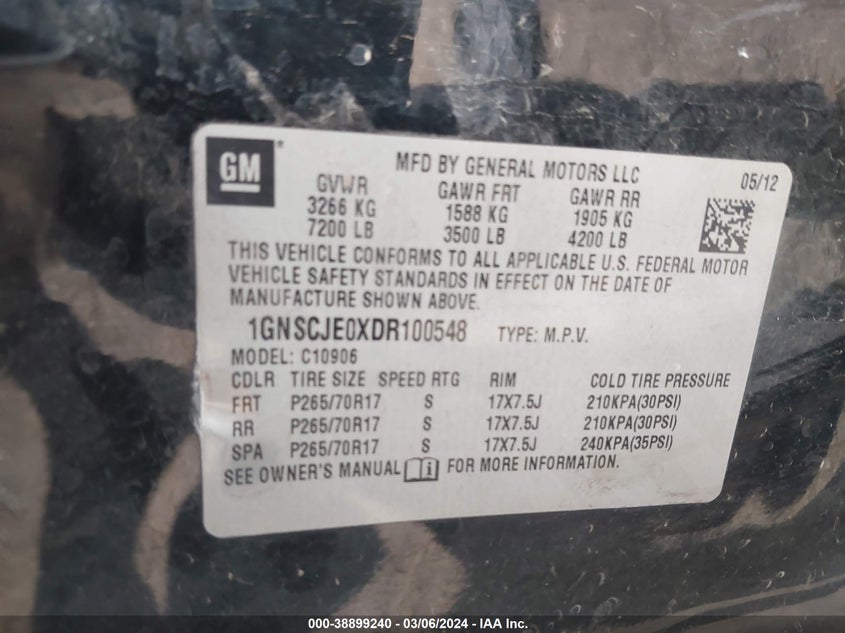 GM
MFD BY GENERAL MOTORS LLC
05/12
GVWR GAWR FRT GAWR RR
3266 KG 1588 KG 1905 KG
7200 LB 3500 LB 4200 LB
THIS VEHICLE CONFORMS TO ALL APPLICABLE U.S. FEDERAL MOTOR
VEHICLE SAFETY STANDARDS IN EFFECT ON THE DATE OF
MANUFACTURE SHOWN ABOVE.
1GNSCJE0XDR100548 TYPE: M.P.V.
MODEL: C10906
CDLR TIRE SIZE SPEED RTG RIM COLD TIRE PRESSURE
FRT P265/70R17 S 17X7.5J 210KPA(30PSI)
RR P265/70R17 S 17X7.5J 210KPA(30PSI)
SPA P265/70R17 S 17X7.5J 240KPA(35PSI)
SEE OWNER'S MANUAL i FOR MORE INFORMATION.
000-38899240 - 03/06/2024 - IAA Inc.